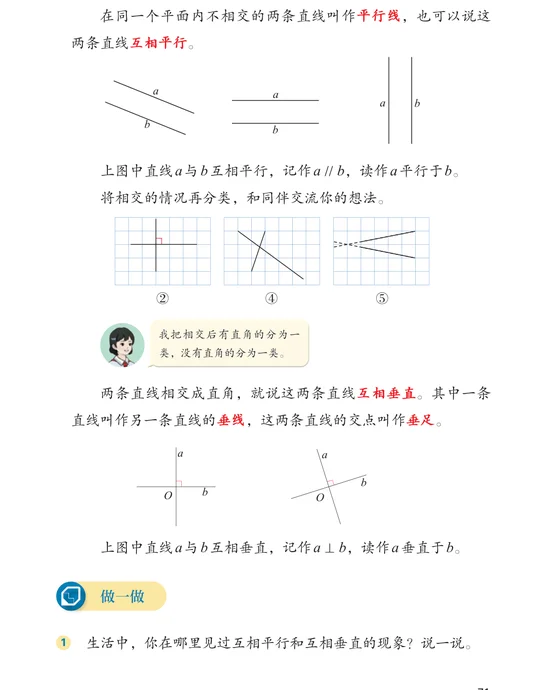 在同一个平面内不相交的两条直线叫作平行线，也可以说这
两条直线互相平行。
a
b
a
b
a
b
上图中直线a与b互相平行，记作a∥b，读作a平行于b。
将相交的情况再分类，和同伴交流你的想法。
②
④
⑤
我把相交后有直角的分为一
类，没有直角的分为一类。
两条直线相交成直角，就说这两条直线互相垂直。其中一条
直线叫作另一条直线的垂线，这两条直线的交点叫作垂足。
a
O
b
a
b
O
上图中直线a与b互相垂直，记作a⊥b，读作a垂直于b。
做一做
1 生活中，你在哪里见过互相平行和互相垂直的现象？说一说。